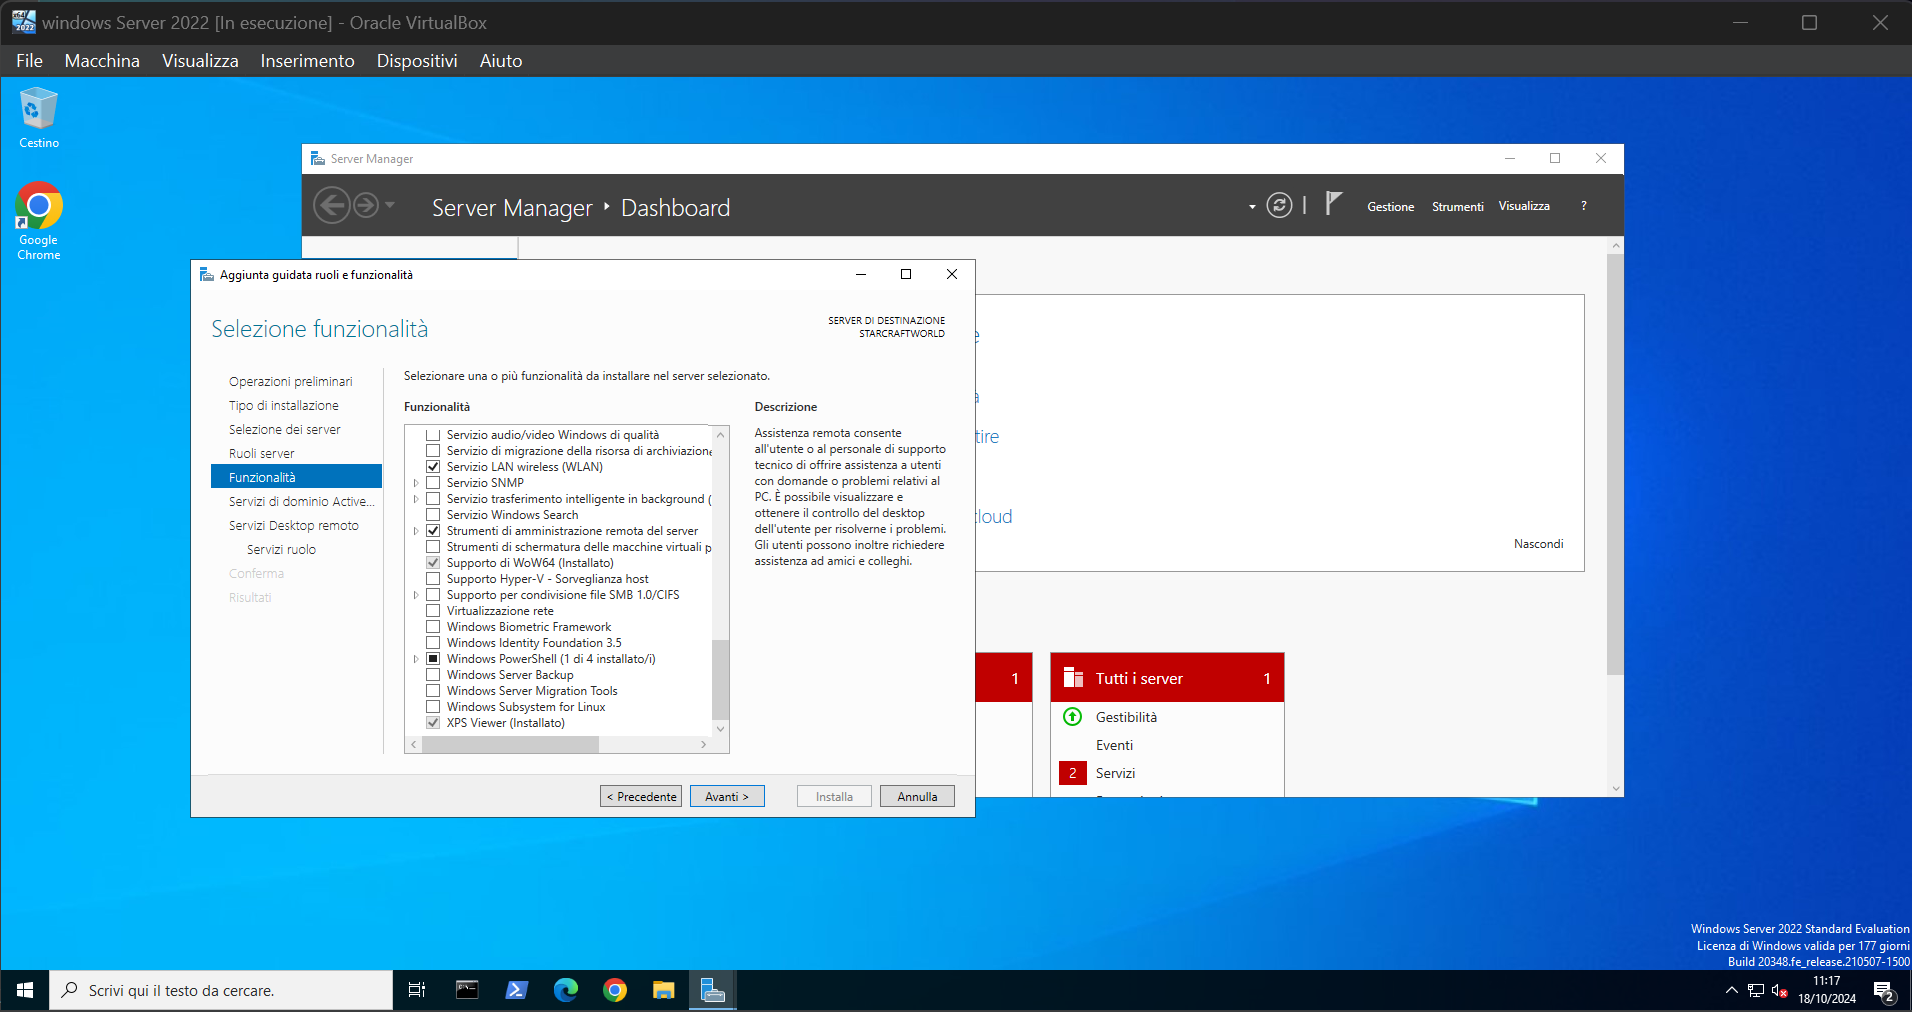 windows Server 2022 [In esecuzione] - Oracle VirtualBox
File Macchina Visualizza Inserimento Dispositivi Aiuto
Cestino
Google
Chrome
Server Manager
Server Manager Dashboard
Gestione Strumenti Visualizza ?
Aggiunta guidata ruoli e funzionalità
Selezione funzionalità
SERVER DI DESTINAZIONE
STARCRAFTWORLD
Operazioni preliminari
Tipo di installazione
Selezione dei server
Ruoli server
Funzionalità
Servizi di dominio Active...
Servizi Desktop remoto
Servizi ruolo
Conferma
Risultati
Selezionare una o più funzionalità da installare nel server selezionato.
Funzionalità
Servizio audio/video Windows di qualità
Servizio di migrazione della risorsa di archiviazione
Servizio LAN wireless (WLAN)
Servizio SNMP
Servizio trasferimento intelligente in background (
Servizio Windows Search
Strumenti di amministrazione remota del server
Strumenti di schermatura delle macchine virtuali p
Supporto di WoW64 (Installato)
Supporto Hyper-V - Sorveglianza host
Supporto per condivisione file SMB 1.0/CIFS
Virtualizzazione rete
Windows Biometric Framework
Windows Identity Foundation 3.5
Windows PowerShell (1 di 4 installato/i)
Windows Server Backup
Windows Server Migration Tools
Windows Subsystem for Linux
XPS Viewer (Installato)
Descrizione
Assistenza remota consente
all'utente o al personale di supporto
tecnico di offrire assistenza a utenti
con domande o problemi relativi al
PC. È possibile visualizzare e
ottenere il controllo del desktop
dell'utente per risolverne i problemi.
Gli utenti possono inoltre richiedere
assistenza ad amici e colleghi.
< Precedente Avanti > Installa Annulla
tire
cloud
Nascondi
1
Tutti i server 1
Gestibilità
Eventi
2 Servizi
Windows Server 2022 Standard Evaluation
Licenza di Windows valida per 177 giorni
Build 20348.fe_release.210507-1500
Scrivi qui il testo da cercare.
11:17
18/10/2024
2